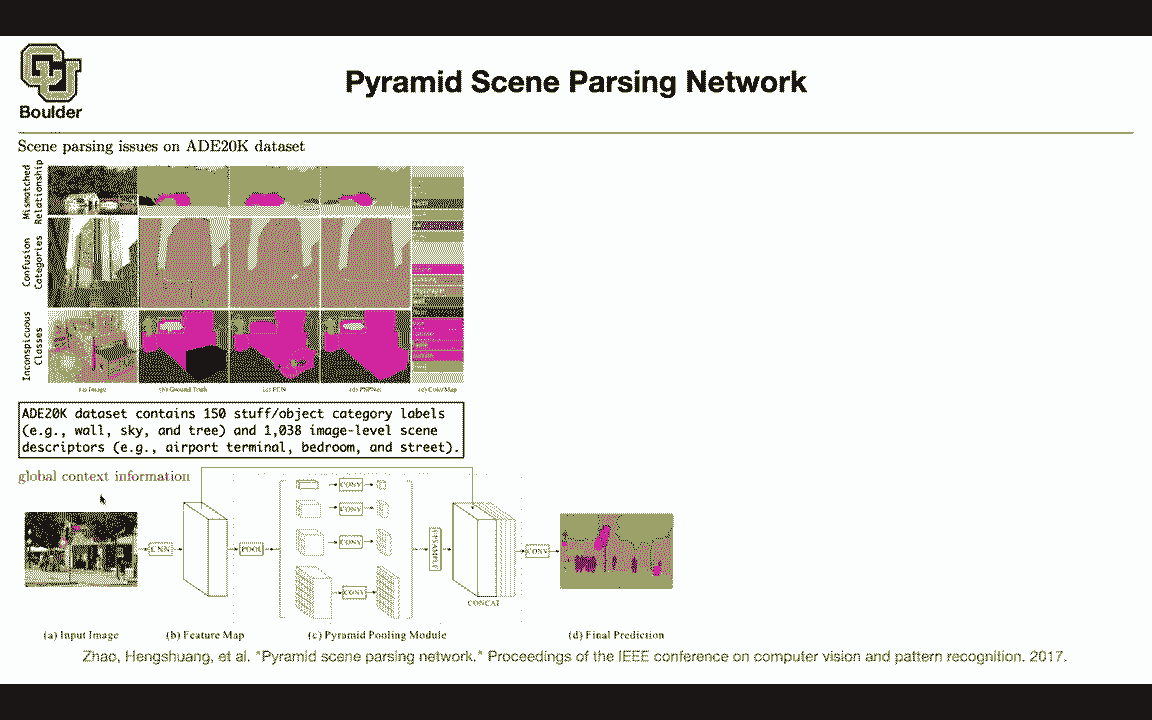 Boulder
Pyramid Scene Parsing Network
Scene parsing issues on ADE20K dataset
Mismatched
Relationship
Confusion
Categories
Inconspicuous
Classes
(a) Image
(b) Ground Truth
(c) FCN
(d) PSPNet
(e) ColorMap
ADE20K dataset contains 150 stuff/object category labels
(e.g., wall, sky, and tree) and 1,038 image-level scene
descriptors (e.g., airport terminal, bedroom, and street).
global context information
CNN
POOL
CONV
CONV
CONV
CONV
UPSAMPLE
CONCAT
CONV
(a) Input Image
(b) Feature Map
(c) Pyramid Pooling Module
(d) Final Prediction
Zhao, Hengshuang, et al. "Pyramid scene parsing network." Proceedings of the IEEE conference on computer vision and pattern recognition. 2017.